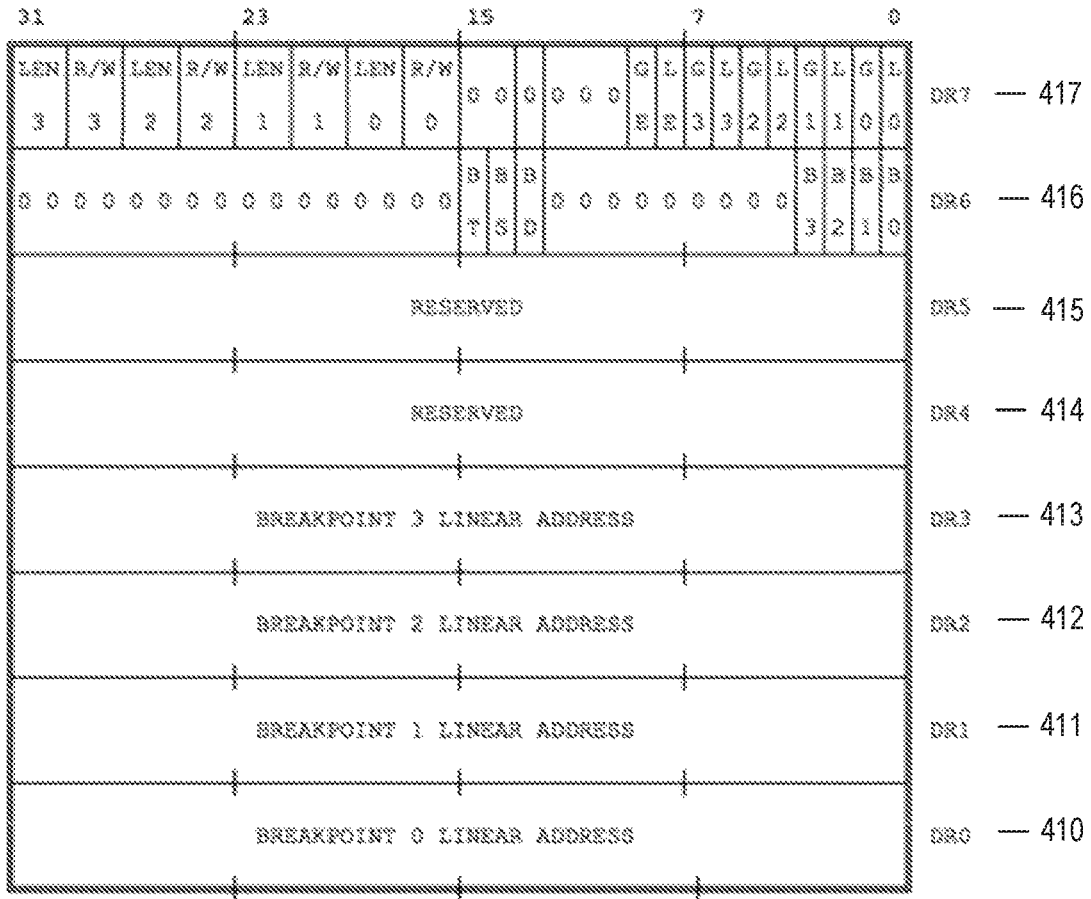 31 23 15 7 0
LEN R/W LEN R/W LEN R/W LEN R/W G L G L G L G L G L
0 0 0 0 0 0 DR7 — 417
3 3 2 2 1 1 0 0 E E 3 3 2 2 1 1 0 0
B B B B B B B
0 0 0 0 0 0 0 0 0 0 0 0 0 0 0 0 0 0 0 0 0 0 0 0 0 DR6 — 416
T S D 3 2 1 0
RESERVED DR5 — 415
RESERVED DR4 — 414
BREAKPOINT 3 LINEAR ADDRESS DR3 — 413
BREAKPOINT 2 LINEAR ADDRESS DR2 — 412
BREAKPOINT 1 LINEAR ADDRESS DR1 — 411
BREAKPOINT 0 LINEAR ADDRESS DR0 — 410